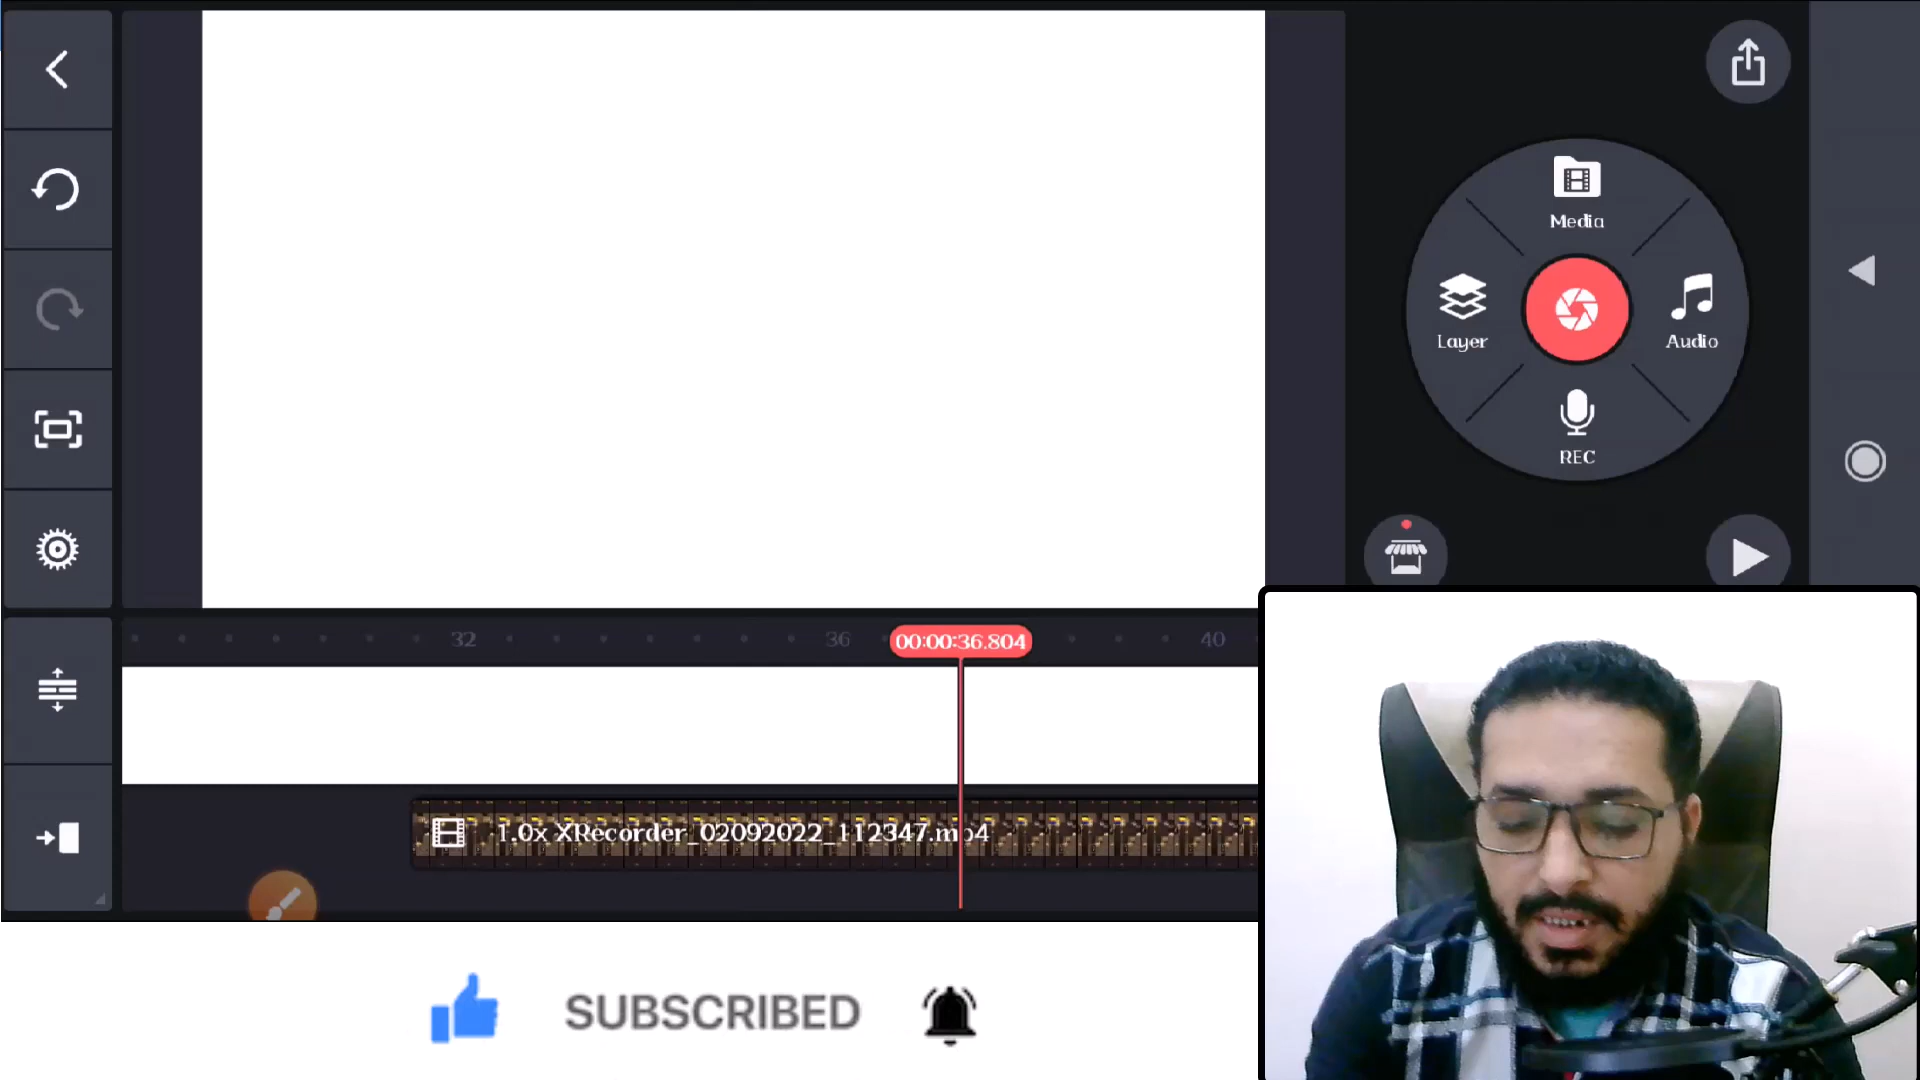 Media
Layer
Audio
REC
32
36
00:00:36.804
40
1.0x XRecorder_02092022_112347.mp4
SUBSCRIBED